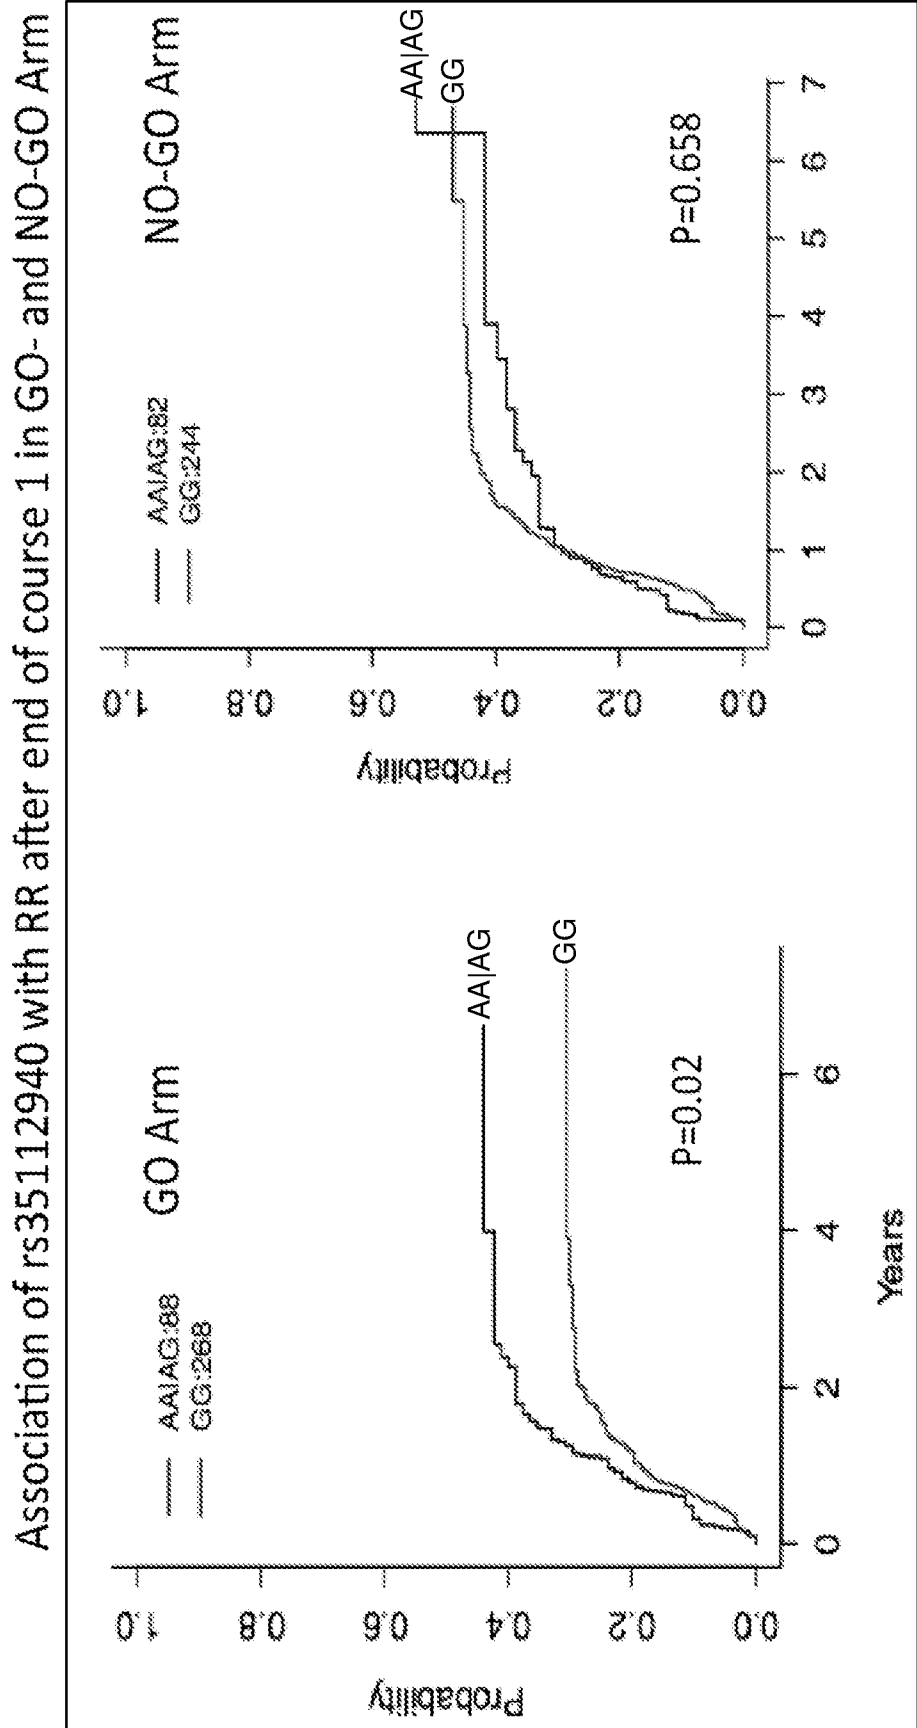 Association of rs35112940 with RR after end of course 1 in GO- and NO-GO Arm
GO Arm
AA|AG:88
GG:268
Probability
1.0
0.8
0.6
0.4
0.2
0.0
AA|AG
GG
P=0.02
0 2 4 6
Years
NO-GO Arm
AA|AG:82
GG:244
Probability
1.0
0.8
0.6
0.4
0.2
0.0
AA|AG
GG
P=0.658
0 1 2 3 4 5 6 7